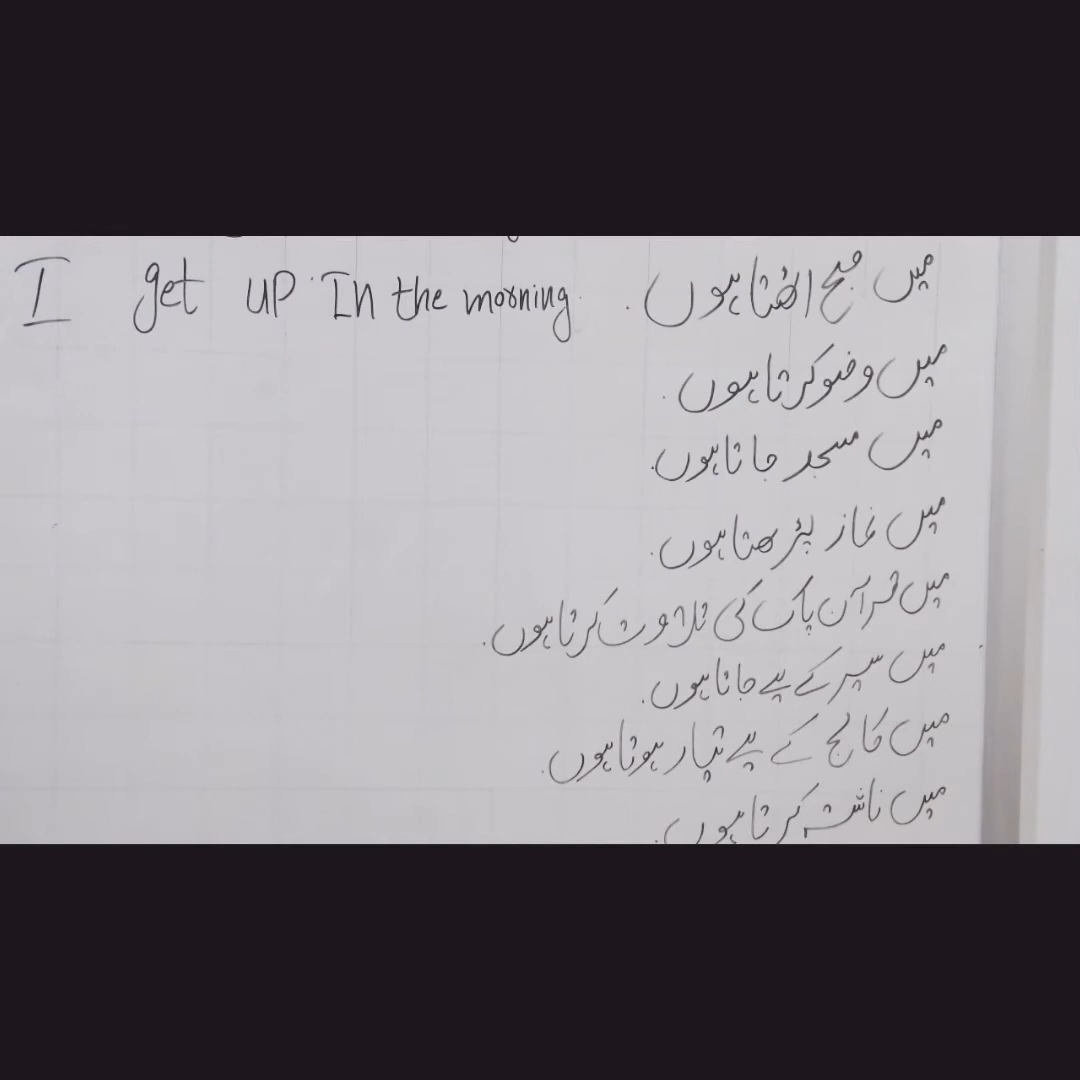 I get up In the morning. میں صبح اٹھتا ہوں
میں وضو کرتا ہوں.
میں مسجد جاتا ہوں.
میں نماز پڑھتا ہوں.
میں قرآن پاک کی تلاوت کرتا ہوں.
میں سیر کے لیے جاتا ہوں.
میں کالج کے لیے تیار ہوتا ہوں.
میں ناشتہ کرتا ہوں.